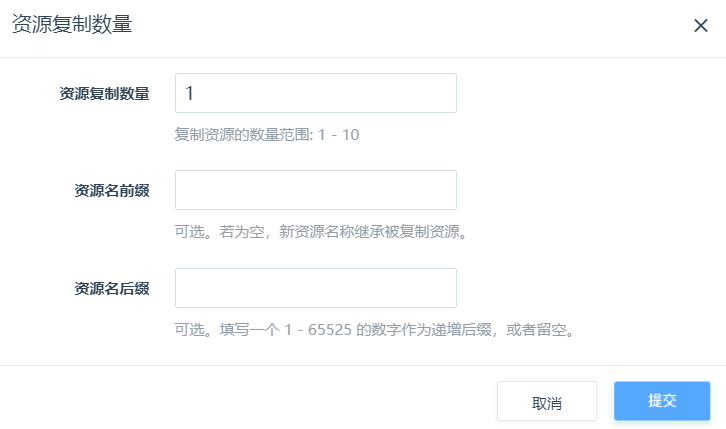 资源复制数量
资源复制数量
1
复制资源的数量范围: 1 - 10
资源名前缀
可选。若为空，新资源名称继承被复制资源。
资源名后缀
可选。填写一个 1 - 65525 的数字作为递增后缀，或者留空。
取消
提交